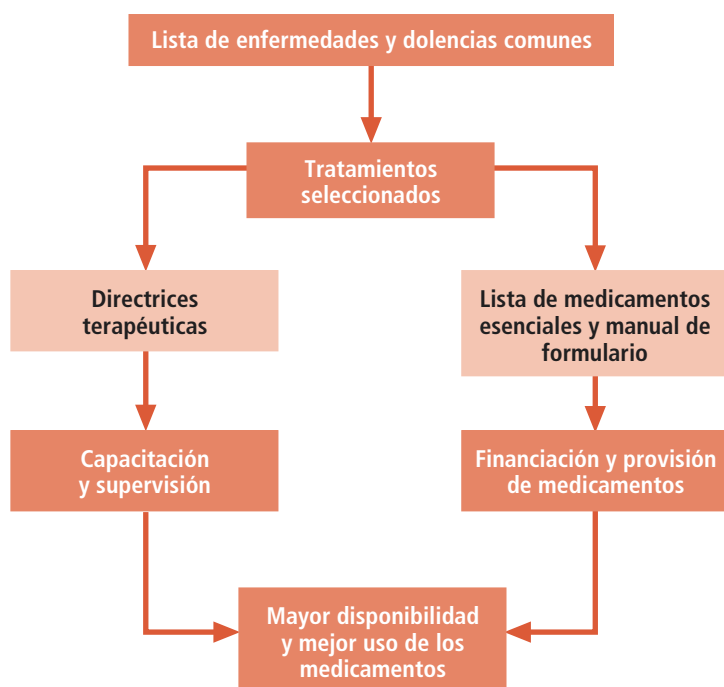 Lista de enfermedades y dolencias comunes
Tratamientos
seleccionados
Directrices
terapéuticas
Lista de medicamentos
esenciales y manual de
formulario
Capacitación
y supervisión
Financiación y provisión
de medicamentos
Mayor disponibilidad
y mejor uso de los
medicamentos